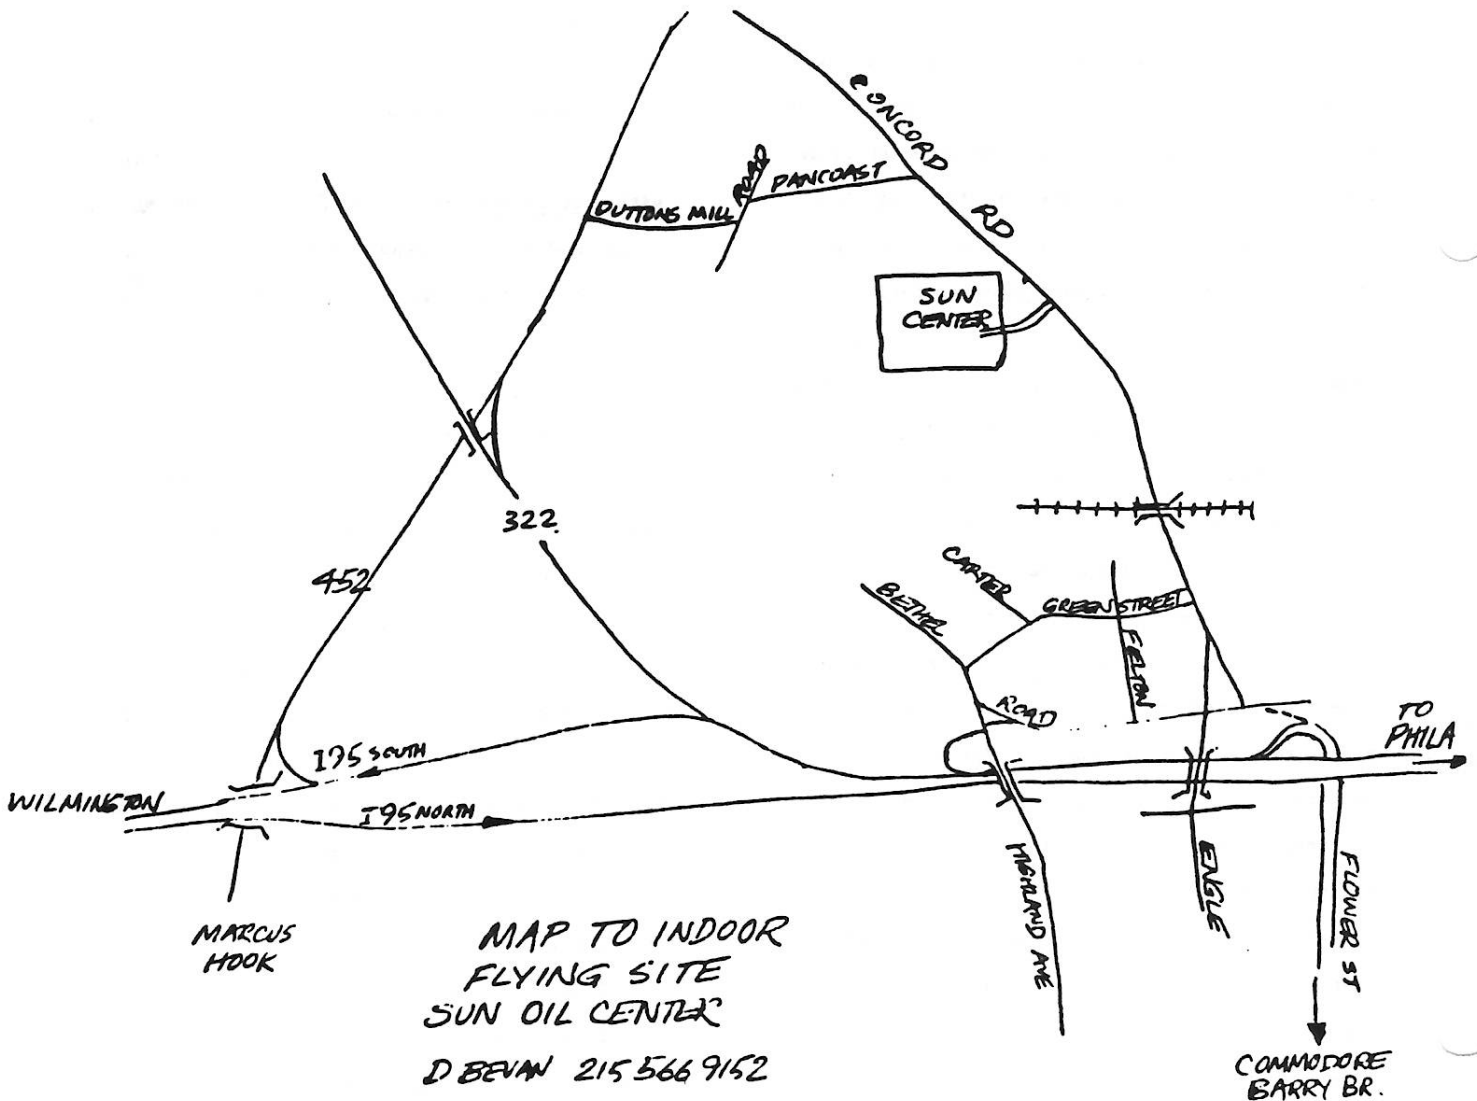 CONCORD
RD
ROAD
PANCOAST
DUTTONS MILL
SUN
CENTER
322
452
CARTER
BETHEL
GREEN STREET
FELTON
ROAD
TO
PHILA
I95 SOUTH
WILMINGTON
I95 NORTH
HIGHLAND AVE
ENGLE
FLOWER ST
MARCUS
HOOK
MAP TO INDOOR
FLYING SITE
SUN OIL CENTER
D BEVAN 215 566 9152
COMMODORE
BARRY BR.